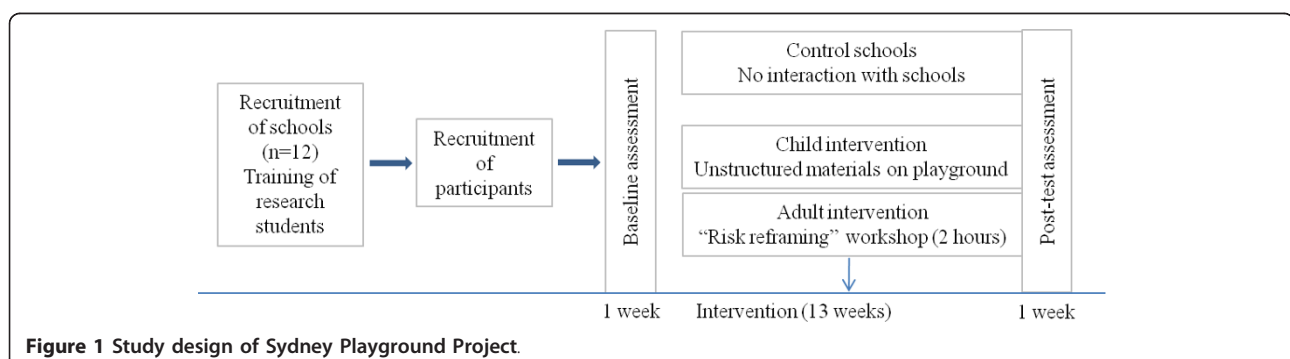 Recruitment
of schools
(n=12)
Training of
research
students
Recruitment
of
participants
Baseline assessment
Control schools
No interaction with schools
Child intervention
Unstructured materials on playground
Adult intervention
“Risk reframing” workshop (2 hours)
Post-test assessment
1 week
Intervention (13 weeks)
1 week
Figure 1 Study design of Sydney Playground Project.